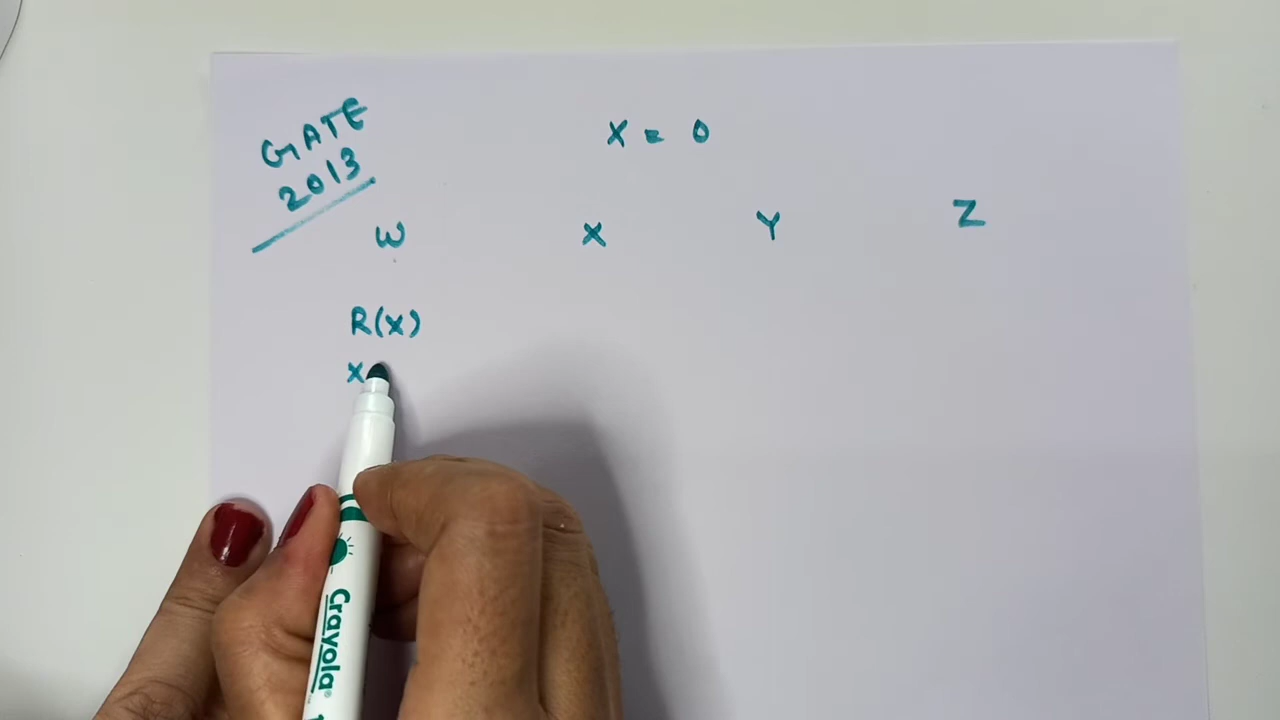 GATE
2013
X = 0
W X Y Z
R(X)
X
Crayola